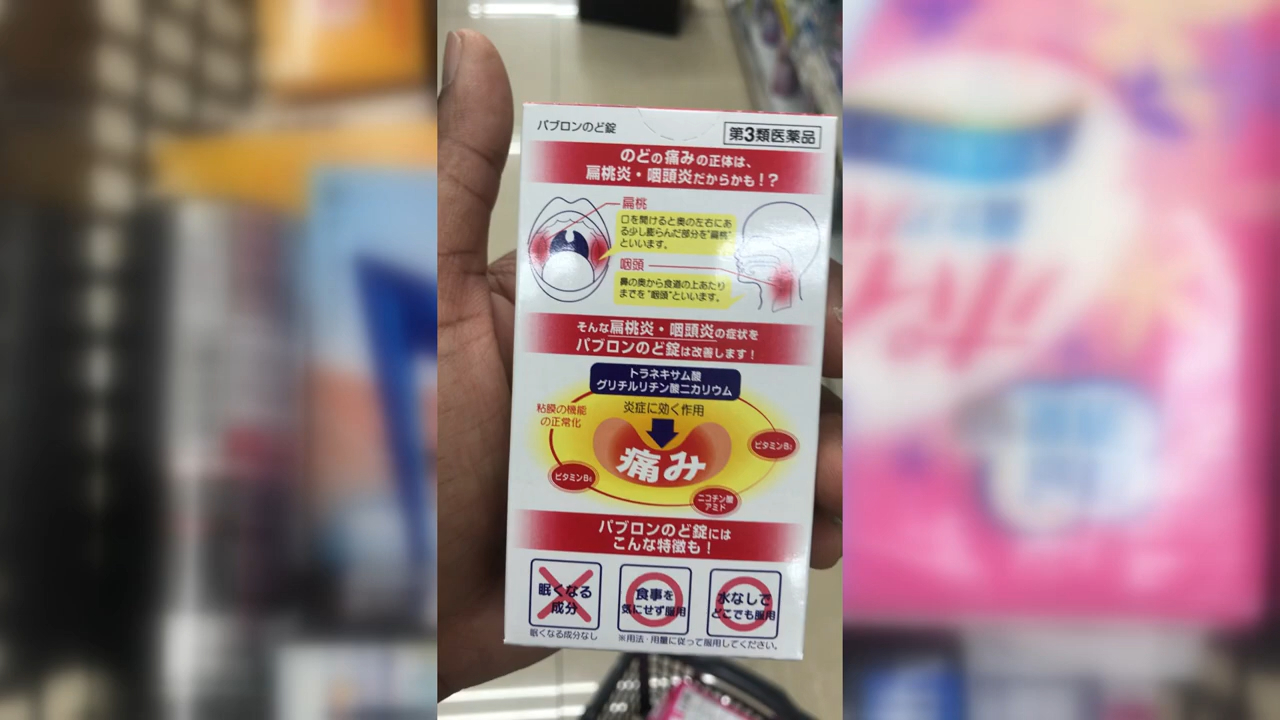 パブロンのど錠
第3類医薬品
のどの痛みの正体は、
扁桃炎・咽頭炎だからかも!?
扁桃
口を開けると奥の左右にあ
る少し膨らんだ部分を"扁桃"
といいます。
咽頭
鼻の奥から食道の上あたり
までを"咽頭"といいます。
そんな扁桃炎・咽頭炎の症状を
パブロンのど錠は改善します!
トラネキサム酸
グリチルリチン酸ニカリウム
炎症に効く作用
粘膜の機能
の正常化
痛み
ビタミンB2
ビタミンB6
ニコチン酸
アミド
パブロンのど錠には
こんな特徴も!
眠くなる
成分
食事を
気にせず服用
水なしで
どこでも服用
眠くなる成分なし
※用法・用量に従って服用してください。